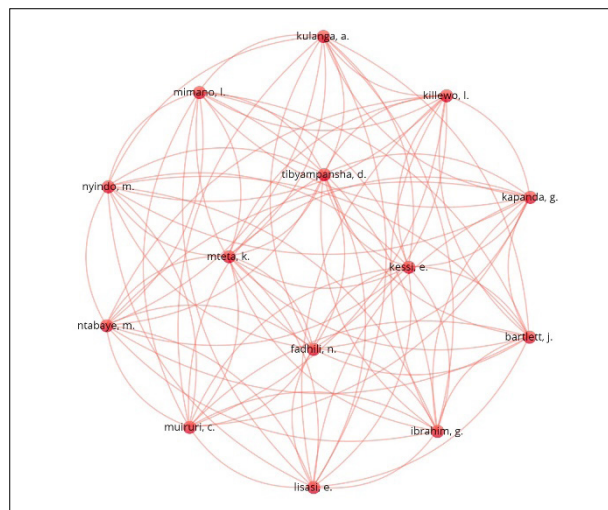 kulanga, a.
mimano, l.
killewo, l.
tibyampansha, d.
nyindo, m.
kapanda, g.
mteta, k.
kessi, e.
ntabaye, m.
bartlett, j.
fadhili, n.
muiruri, c.
ibrahim, g.
lisasi, e.